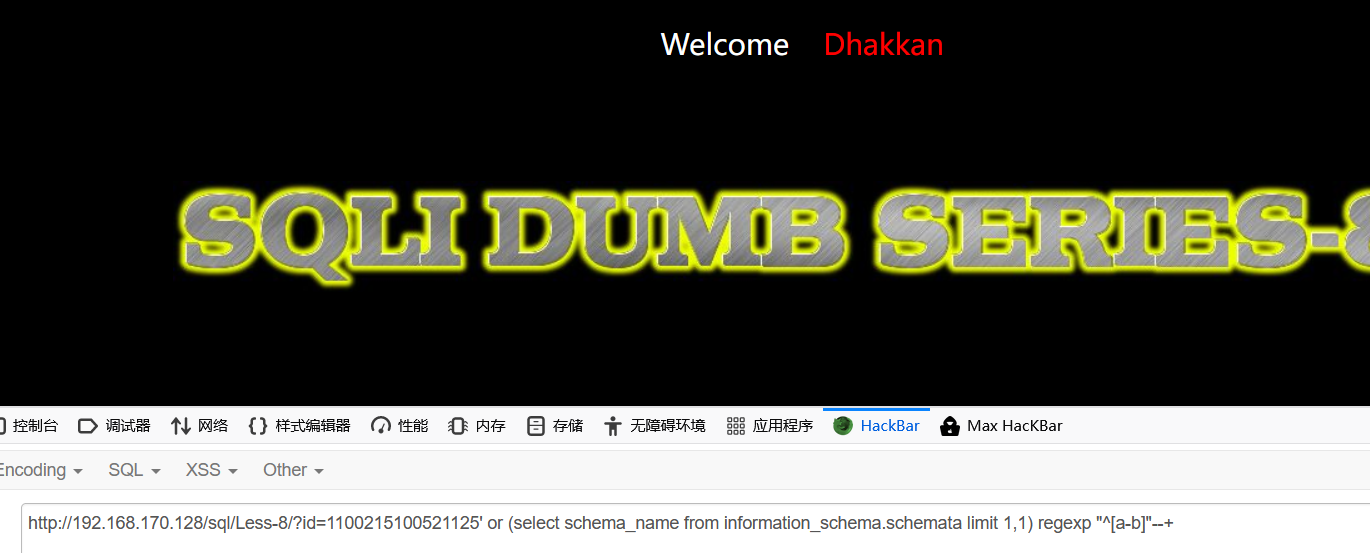 Welcome Dhakkan
SQLI DUMB SERIES-8
控制台 调试器 网络 样式编辑器 性能 内存 存储 无障碍环境 应用程序 HackBar Max HacKBar
Encoding SQL XSS Other
http://192.168.170.128/sql/Less-8/?id=1100215100521125' or (select schema_name from information_schema.schemata limit 1,1) regexp "^[a-b]"--+